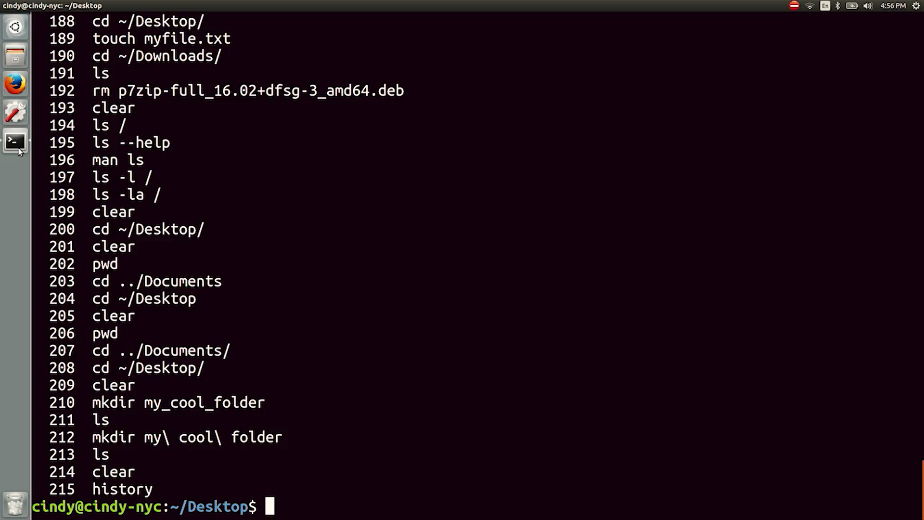 cindy@cindy-nyc: ~/Desktop
En
4:56 PM
188 cd ~/Desktop/
189 touch myfile.txt
190 cd ~/Downloads/
191 ls
192 rm p7zip-full_16.02+dfsg-3_amd64.deb
193 clear
194 ls /
195 ls --help
196 man ls
197 ls -l /
198 ls -la /
199 clear
200 cd ~/Desktop/
201 clear
202 pwd
203 cd ../Documents
204 cd ~/Desktop
205 clear
206 pwd
207 cd ../Documents/
208 cd ~/Desktop/
209 clear
210 mkdir my_cool_folder
211 ls
212 mkdir my\ cool\ folder
213 ls
214 clear
215 history
cindy@cindy-nyc:~/Desktop$